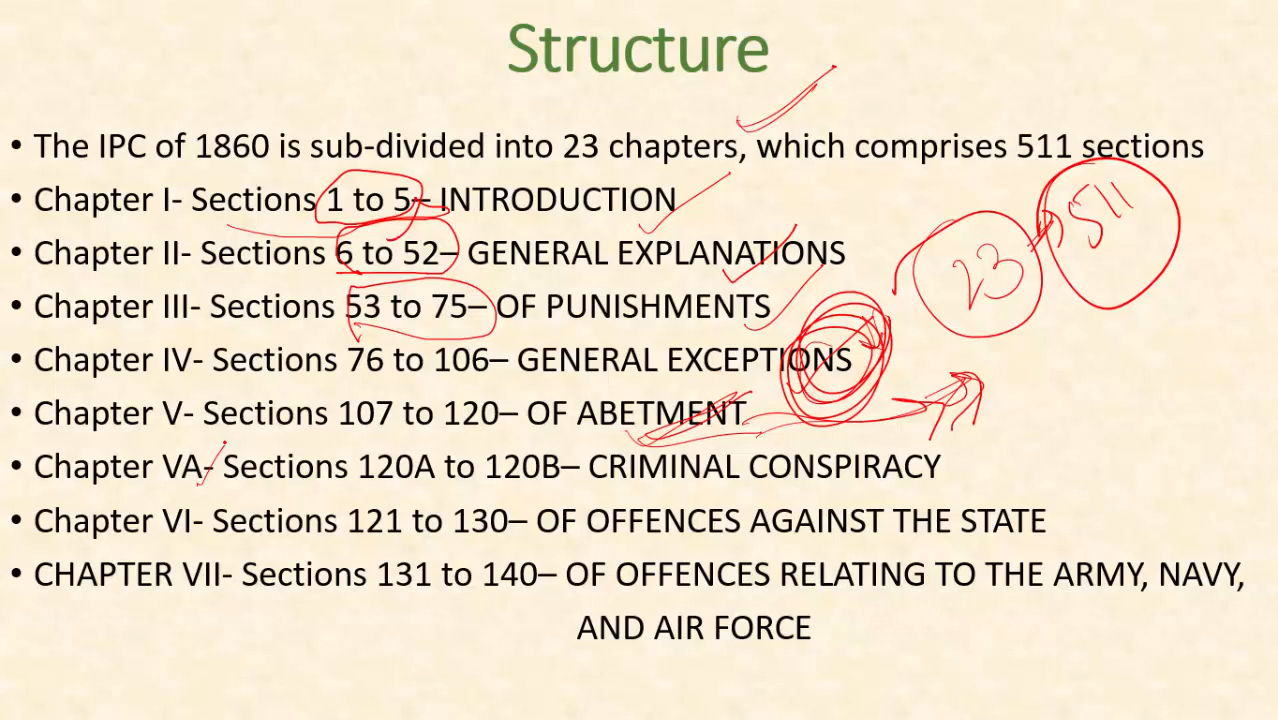 Structure
• The IPC of 1860 is sub-divided into 23 chapters, which comprises 511 sections
• Chapter I- Sections 1 to 5– INTRODUCTION
• Chapter II- Sections 6 to 52– GENERAL EXPLANATIONS
• Chapter III- Sections 53 to 75– OF PUNISHMENTS
• Chapter IV- Sections 76 to 106– GENERAL EXCEPTIONS
• Chapter V- Sections 107 to 120– OF ABETMENT
• Chapter VA- Sections 120A to 120B– CRIMINAL CONSPIRACY
• Chapter VI- Sections 121 to 130– OF OFFENCES AGAINST THE STATE
• CHAPTER VII- Sections 131 to 140– OF OFFENCES RELATING TO THE ARMY, NAVY,
AND AIR FORCE
23
511